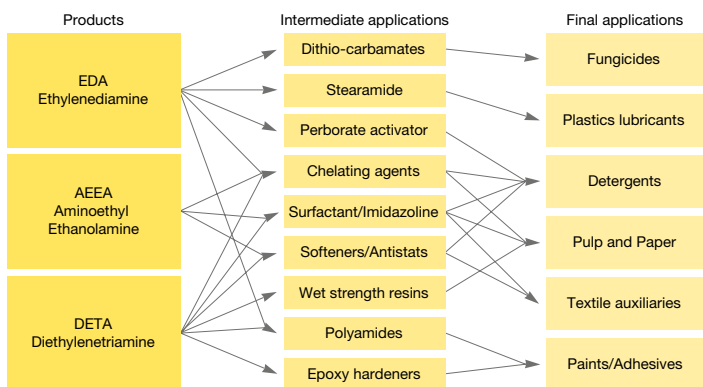 Products
Intermediate applications
Final applications
EDA
Ethylenediamine
AEEA
Aminoethyl
Ethanolamine
DETA
Diethylenetriamine
Dithio-carbamates
Stearamide
Perborate activator
Chelating agents
Surfactant/Imidazoline
Softeners/Antistats
Wet strength resins
Polyamides
Epoxy hardeners
Fungicides
Plastics lubricants
Detergents
Pulp and Paper
Textile auxiliaries
Paints/Adhesives